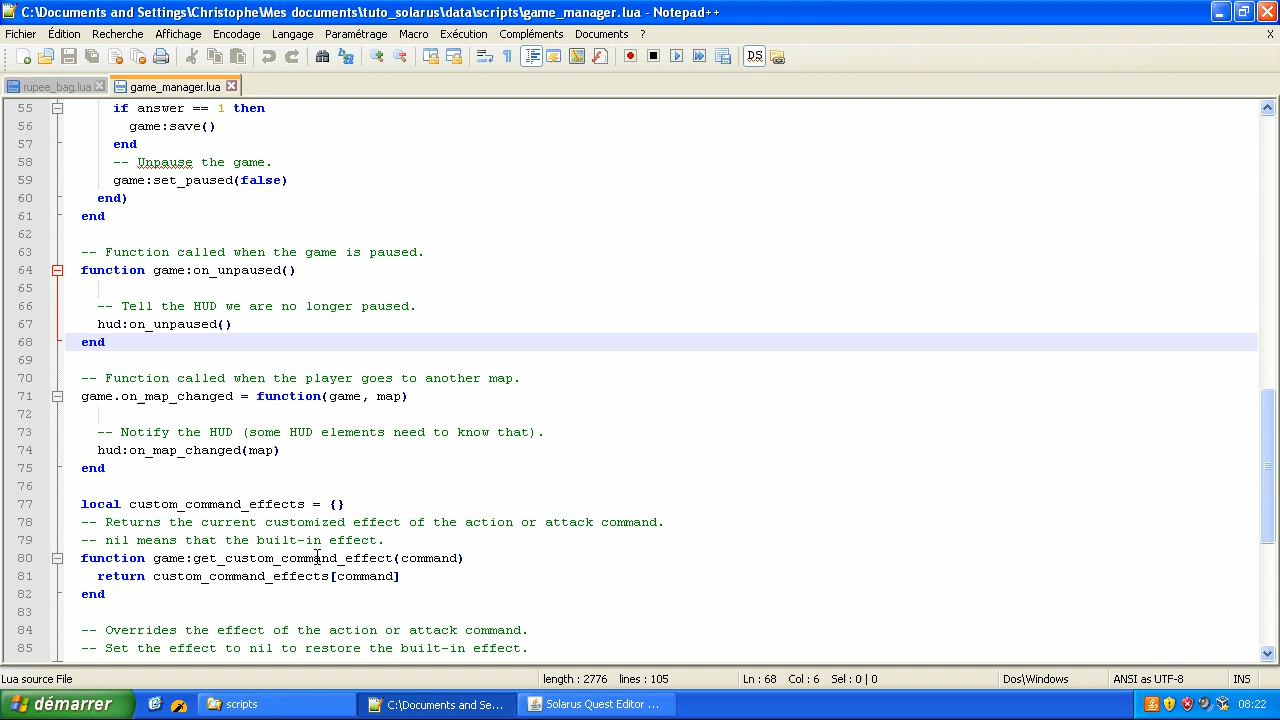 C:\Documents and Settings\Christophe\Mes documents\tuto_solarus\data\scripts\game_manager.lua - Notepad++
Fichier Édition Recherche Affichage Encodage Langage Paramétrage Macro Exécution Compléments Documents ? X
rupee_bag.lua game_manager.lua
55 if answer == 1 then
56 game:save()
57 end
58 -- Unpause the game.
59 game:set_paused(false)
60 end)
61 end
62
63 -- Function called when the game is paused.
64 function game:on_unpaused()
65
66 -- Tell the HUD we are no longer paused.
67 hud:on_unpaused()
68 end
69
70 -- Function called when the player goes to another map.
71 game.on_map_changed = function(game, map)
72
73 -- Notify the HUD (some HUD elements need to know that).
74 hud:on_map_changed(map)
75 end
76
77 local custom_command_effects = {}
78 -- Returns the current customized effect of the action or attack command.
79 -- nil means that the built-in effect.
80 function game:get_custom_command_effect(command)
81 return custom_command_effects[command]
82 end
83
84 -- Overrides the effect of the action or attack command.
85 -- Set the effect to nil to restore the built-in effect.
Lua source File length : 2776 lines : 105 Ln : 68 Col : 6 Sel : 0 | 0 Dos\Windows ANSI as UTF-8 INS
démarrer scripts C:\Documents and Se... Solarus Quest Editor ... 08:22